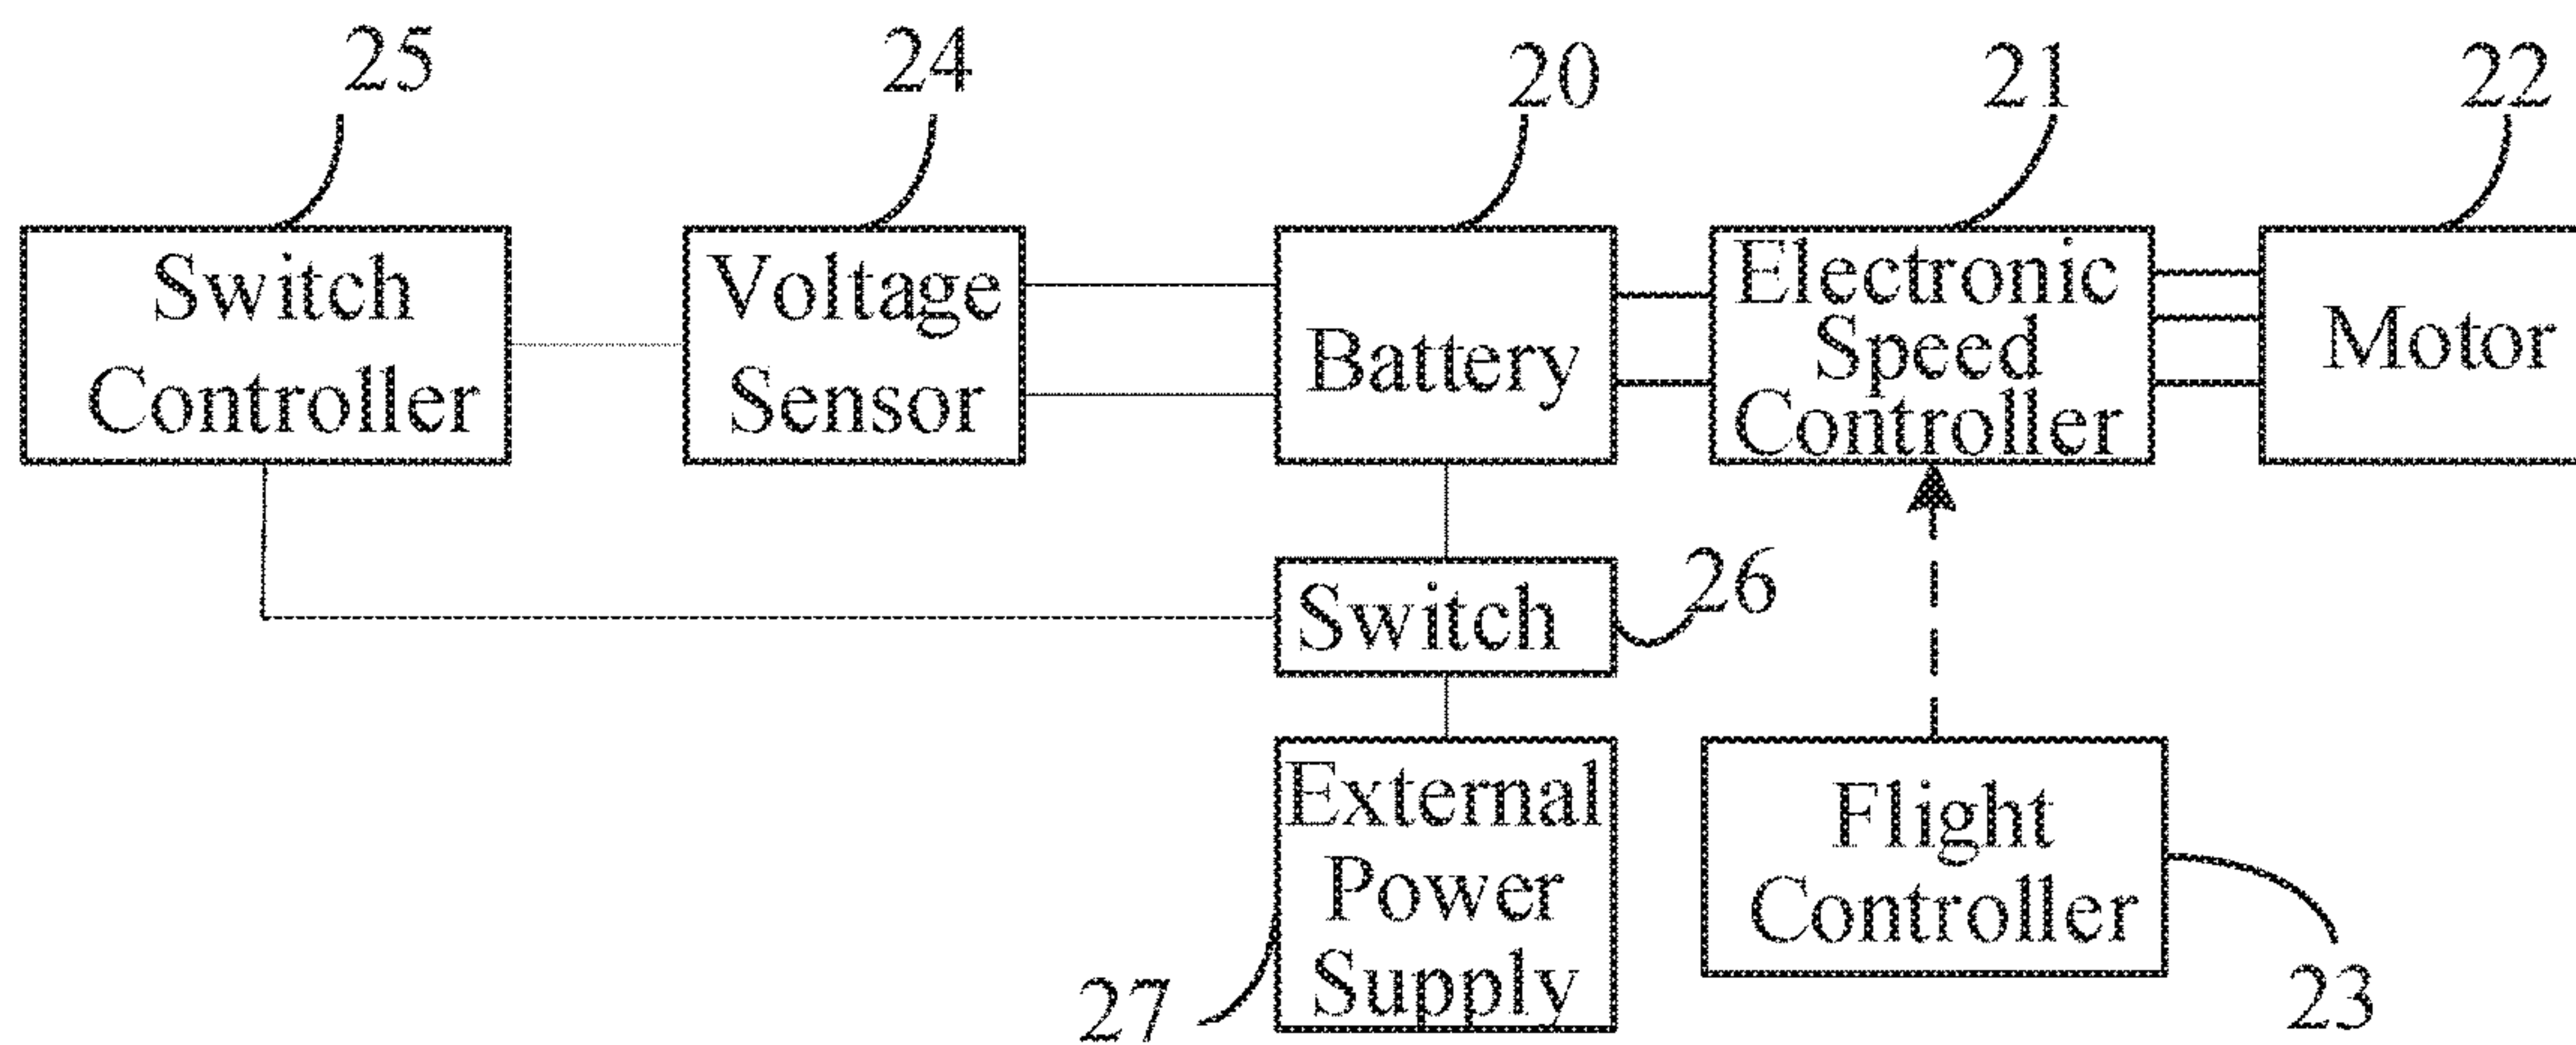 25
24
20
21
22
Switch
Controller
Voltage
Sensor
Battery
Electronic
Speed
Controller
Motor
Switch
26
External
Power
Supply
Flight
Controller
27
23